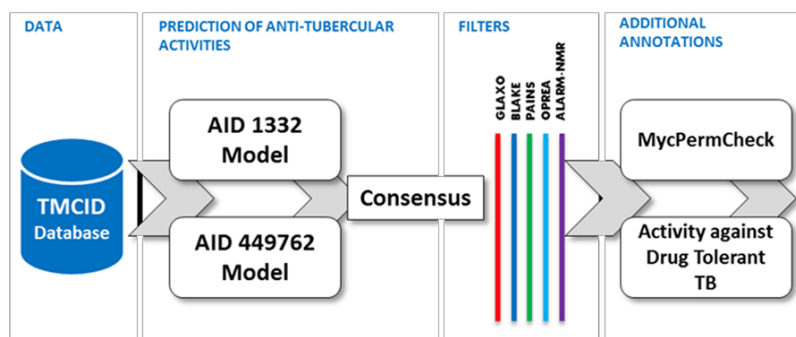 DATA
TMCID
Database
PREDICTION OF ANTI-TUBERCULAR
ACTIVITIES
AID 1332
Model
AID 449762
Model
Consensus
FILTERS
GLAXO
BLAKE
PAINS
OPREA
ALARM-NMR
ADDITIONAL
ANNOTATIONS
MycPermCheck
Activity against
Drug Tolerant
TB